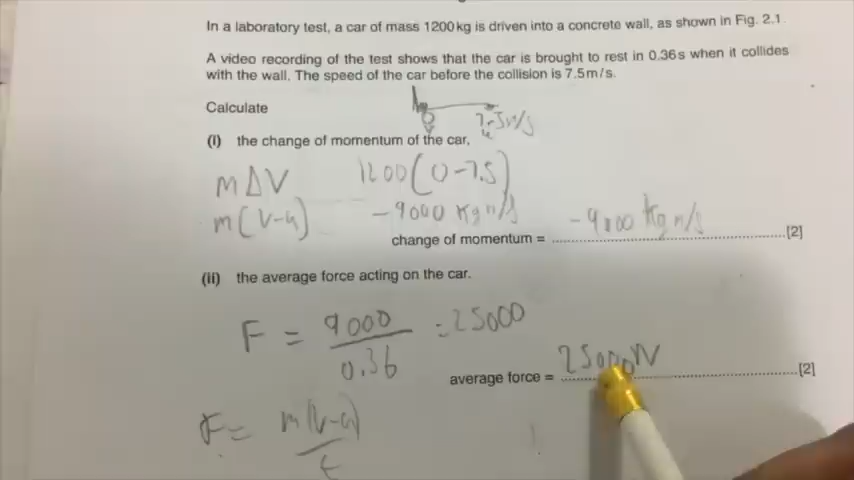 In a laboratory test, a car of mass 1200 kg is driven into a concrete wall, as shown in Fig. 2.1.
A video recording of the test shows that the car is brought to rest in 0.36 s when it collides
with the wall. The speed of the car before the collision is 7.5 m/s.
Calculate
7.5m/s
(i) the change of momentum of the car,
mΔV 1200(0-7.5)
m(v-u) -9000 Kg m/s
change of momentum = -9000 Kg m/s [2]
(ii) the average force acting on the car.
F = 9000/0.36 = 25000
average force = 25000N [2]
F = m(v-u)/t